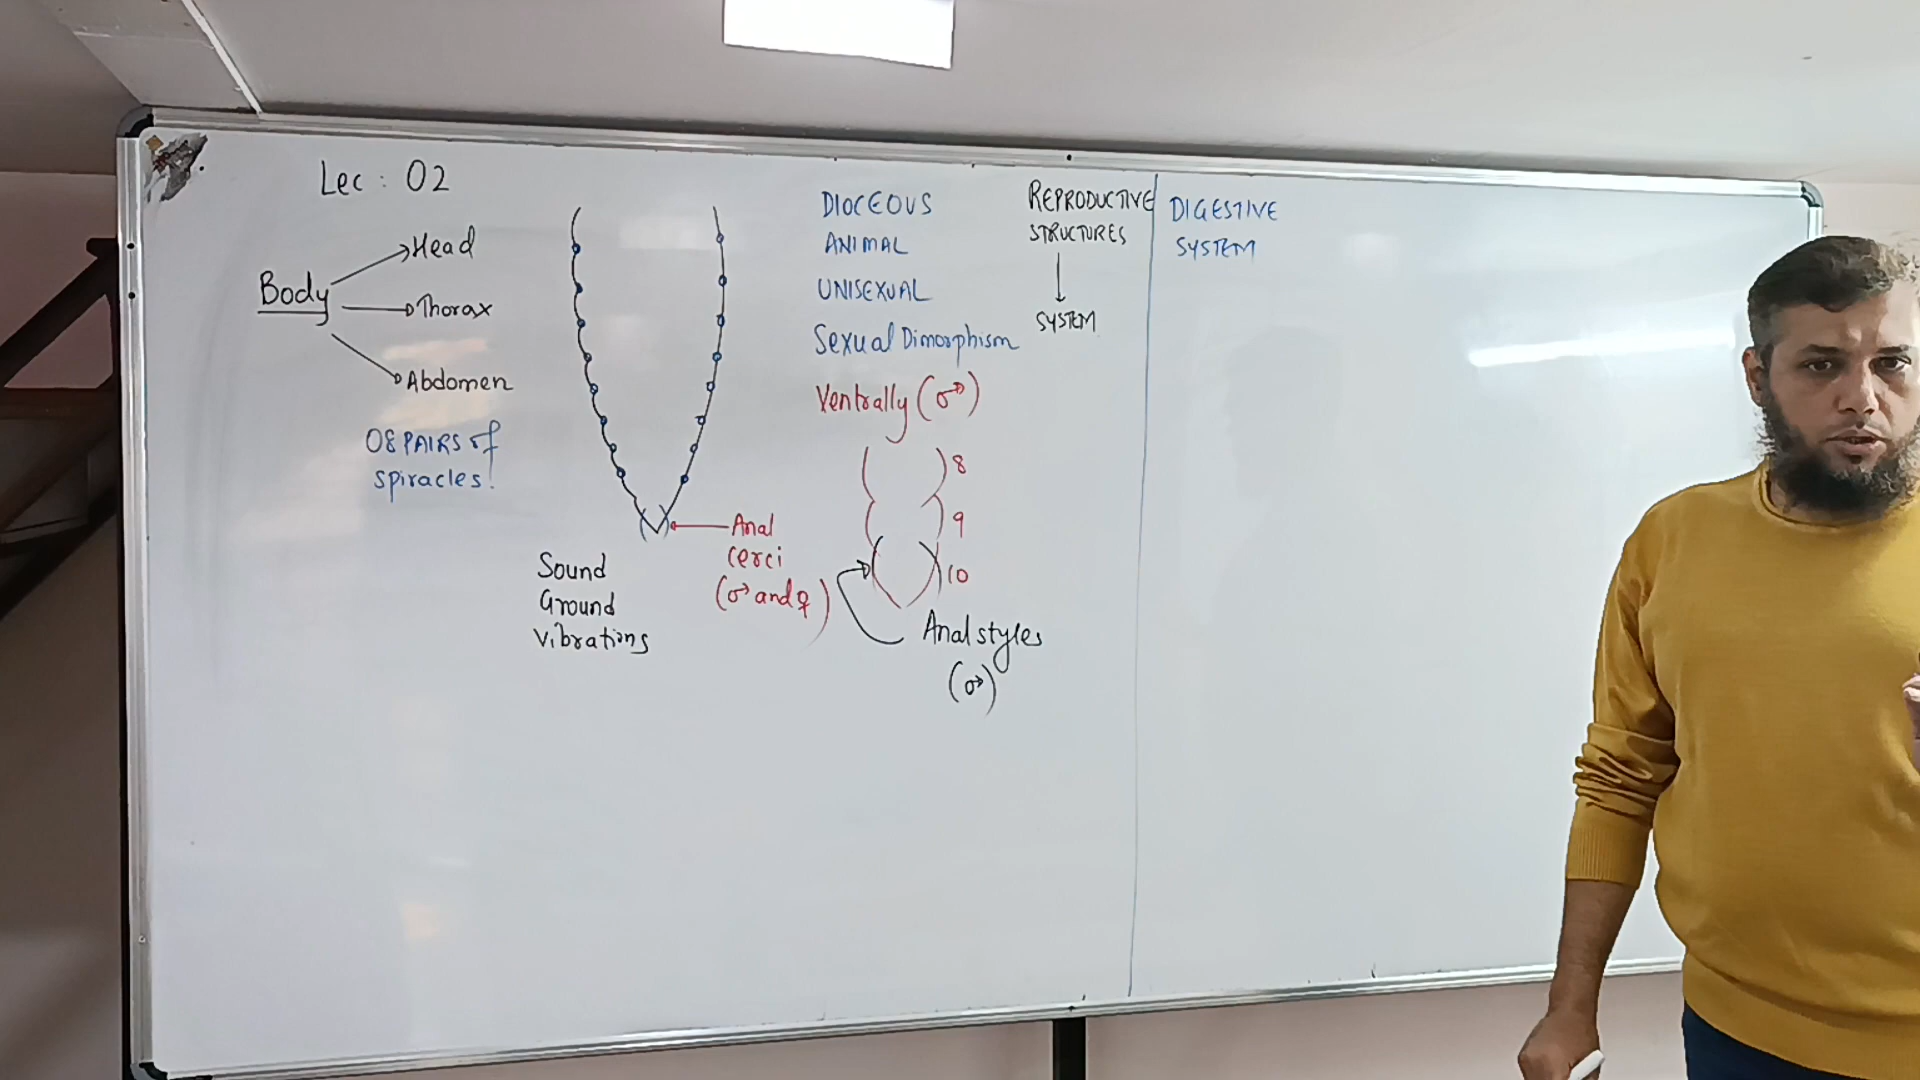 Lec : 02
Body
Head
Thorax
Abdomen
08 PAIRS of
spiracles!
Anal
cerci
(♂ and ♀)
Sound
Ground
Vibrations
DIOCEOUS
ANIMAL
UNISEXUAL
Sexual Dimorphism
Ventrally (♂)
8
9
10
Anal styles
(♂)
REPRODUCTIVE
STRUCTURES
SYSTEM
DIGESTIVE
SYSTEM